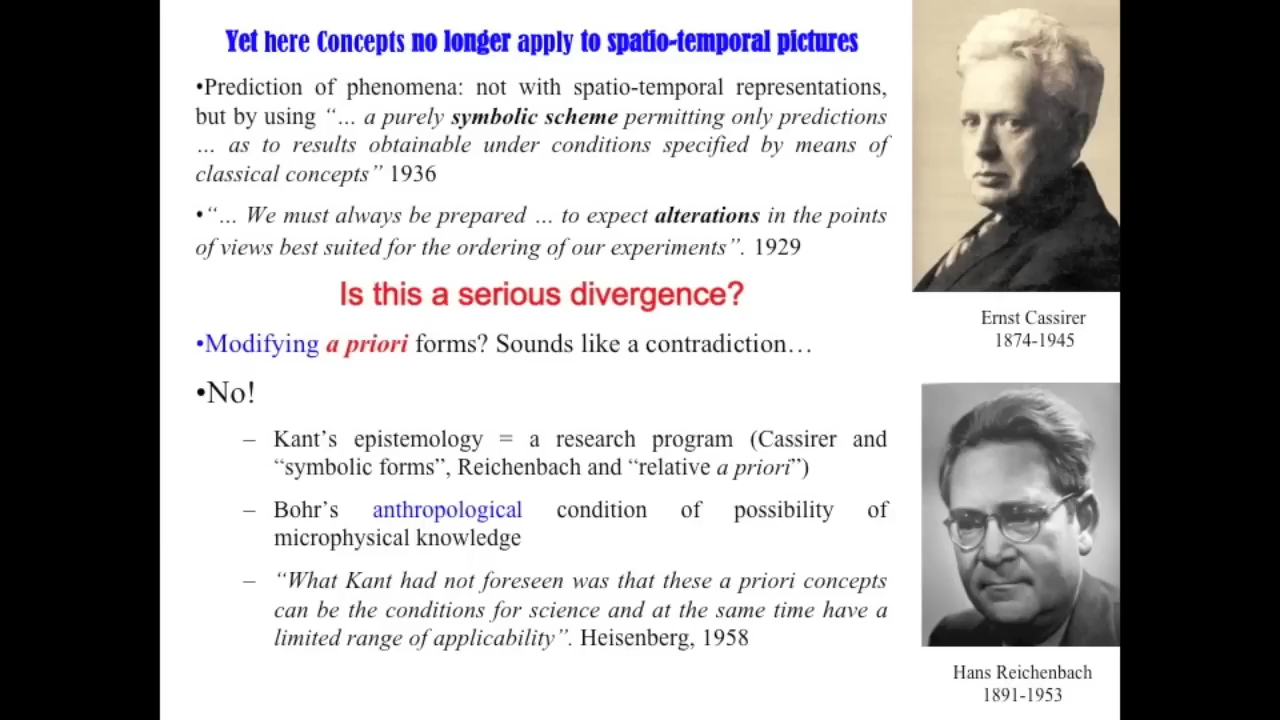 Yet here Concepts no longer apply to spatio-temporal pictures
•Prediction of phenomena: not with spatio-temporal representations,
but by using “… a purely symbolic scheme permitting only predictions
… as to results obtainable under conditions specified by means of
classical concepts” 1936
•“… We must always be prepared … to expect alterations in the points
of views best suited for the ordering of our experiments”. 1929
Is this a serious divergence?
•Modifying a priori forms? Sounds like a contradiction…
•No!
– Kant’s epistemology = a research program (Cassirer and
“symbolic forms”, Reichenbach and “relative a priori”)
– Bohr’s anthropological condition of possibility of
microphysical knowledge
– “What Kant had not foreseen was that these a priori concepts
can be the conditions for science and at the same time have a
limited range of applicability”. Heisenberg, 1958
Ernst Cassirer
1874-1945
Hans Reichenbach
1891-1953